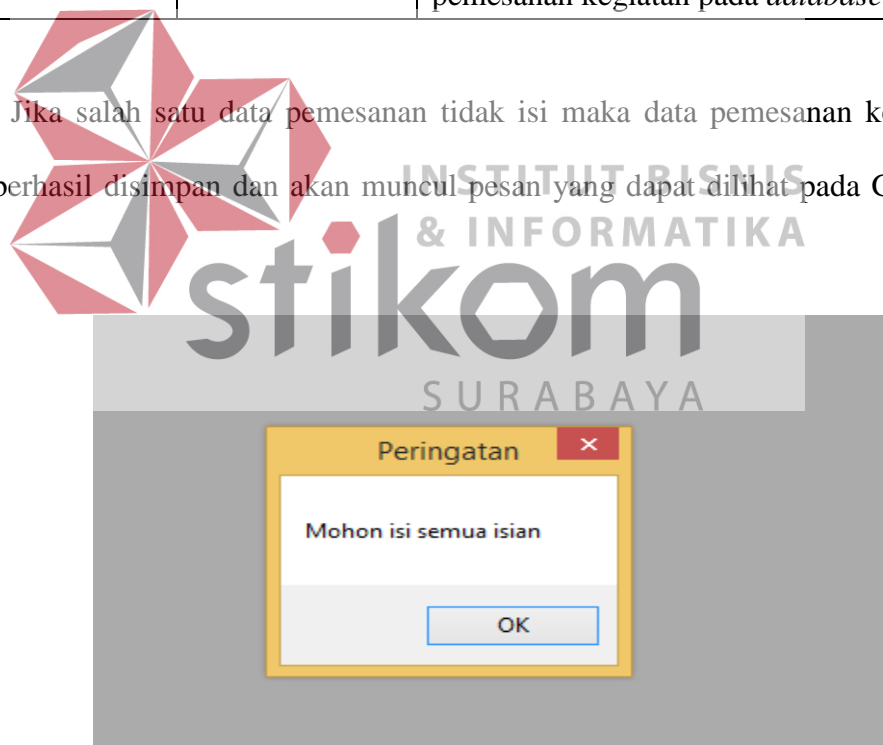 pemesanan kegiatan pada database
Jika salah satu data pemesanan tidak isi maka data pemesanan
berhasil disimpan dan akan muncul pesan yang dapat dilihat pada
INSTITUT BISNIS
& INFORMATIKA
stikom
SURABAYA
Peringatan
Mohon isi semua isian
OK